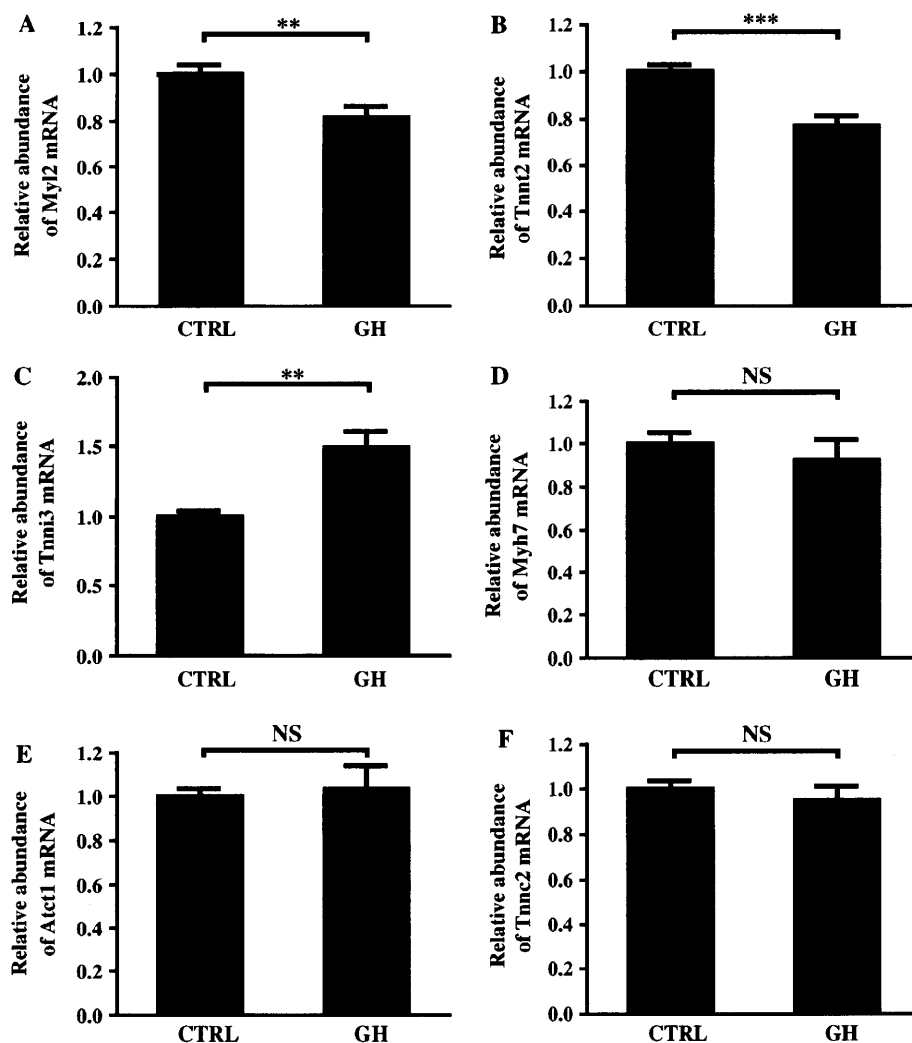 A
Relative abundance
of Myl2 mRNA
1.2
1.0
0.8
0.6
0.4
0.2
0.0
**
CTRL GH
B
Relative abundance
of Tnnt2 mRNA
1.2
1.0
0.8
0.6
0.4
0.2
0.0
***
CTRL GH
C
Relative abundance
of Tnni3 mRNA
2.0
1.5
1.0
0.5
0.0
**
CTRL GH
D
Relative abundance
of Myh7 mRNA
1.2
1.0
0.8
0.6
0.4
0.2
0.0
NS
CTRL GH
E
Relative abundance
of Atct1 mRNA
1.2
1.0
0.8
0.6
0.4
0.2
0.0
NS
CTRL GH
F
Relative abundance
of Tnnc2 mRNA
1.2
1.0
0.8
0.6
0.4
0.2
0.0
NS
CTRL GH